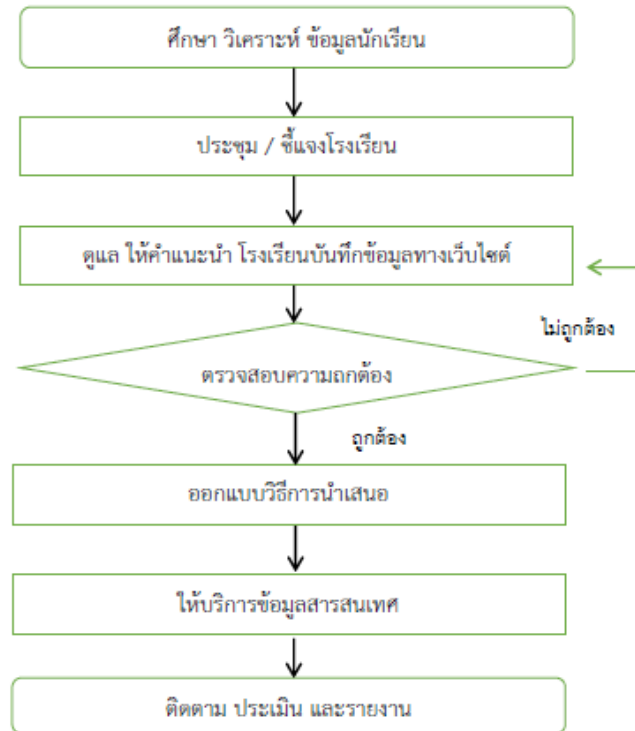 ศึกษา วิเคราะห์ ข้อมูลนักเรียน
ประชุม / ชี้แจงโรงเรียน
ดูแล ให้คำแนะนำ โรงเรียนบันทึกข้อมูลทางเว็บไซต์
ไม่ถูกต้อง
ตรวจสอบความถกต้อง
ถูกต้อง
ออกแบบวิธีการนำเสนอ
ให้บริการข้อมูลสารสนเทศ
ติดตาม ประเมิน และรายงาน